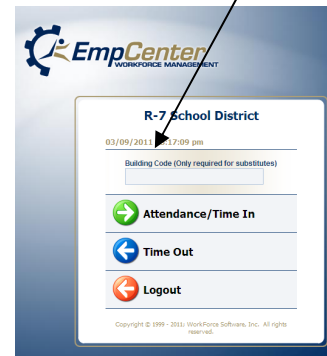 EmpCenter
WORKFORCE MANAGEMENT
R-7 School District
03/09/2011 :17:09 pm
Building Code (Only required for substitutes)
Attendance/Time In
Time Out
Logout
Copyright © 1999 - 2011: WorkForce Software, Inc. All rights
reserved.